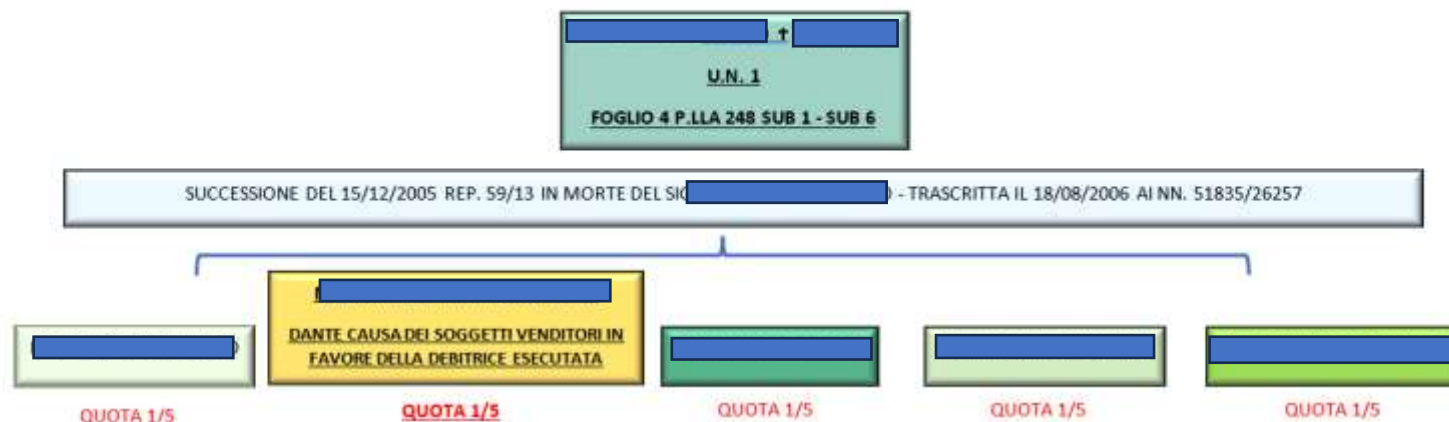 †
U.N. 1
FOGLIO 4 P.LLA 248 SUB 1 - SUB 6
SUCCESSIONE DEL 15/12/2005 REP. 59/13 IN MORTE DEL SIG - TRASCRITTA IL 18/08/2006 AI NN. 51835/26257
DANTE CAUSA DEI SOGGETTI VENDITORI IN
FAVORE DELLA DEBITRICE ESECUTATA
QUOTA 1/5
QUOTA 1/5
QUOTA 1/5
QUOTA 1/5
QUOTA 1/5